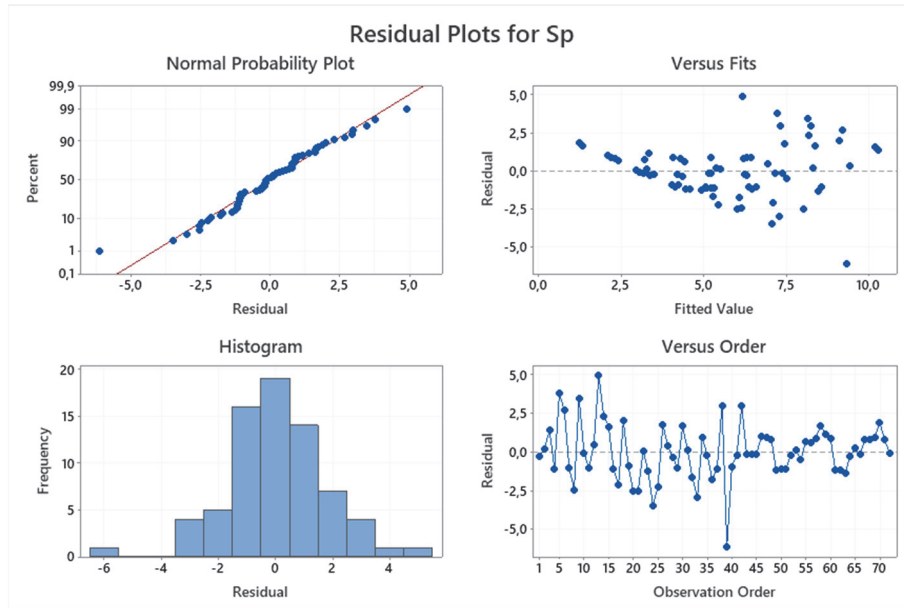 Residual Plots for Sp
Normal Probability Plot
99,9
99
90
50
10
1
0,1
Percent
-5,0 -2,5 0,0 2,5 5,0
Residual
Versus Fits
5,0
2,5
0,0
-2,5
-5,0
Residual
0,0 2,5 5,0 7,5 10,0
Fitted Value
Histogram
20
15
10
5
0
Frequency
-6 -4 -2 0 2 4
Residual
Versus Order
5,0
2,5
0,0
-2,5
-5,0
Residual
1 5 10 15 20 25 30 35 40 45 50 55 60 65 70
Observation Order